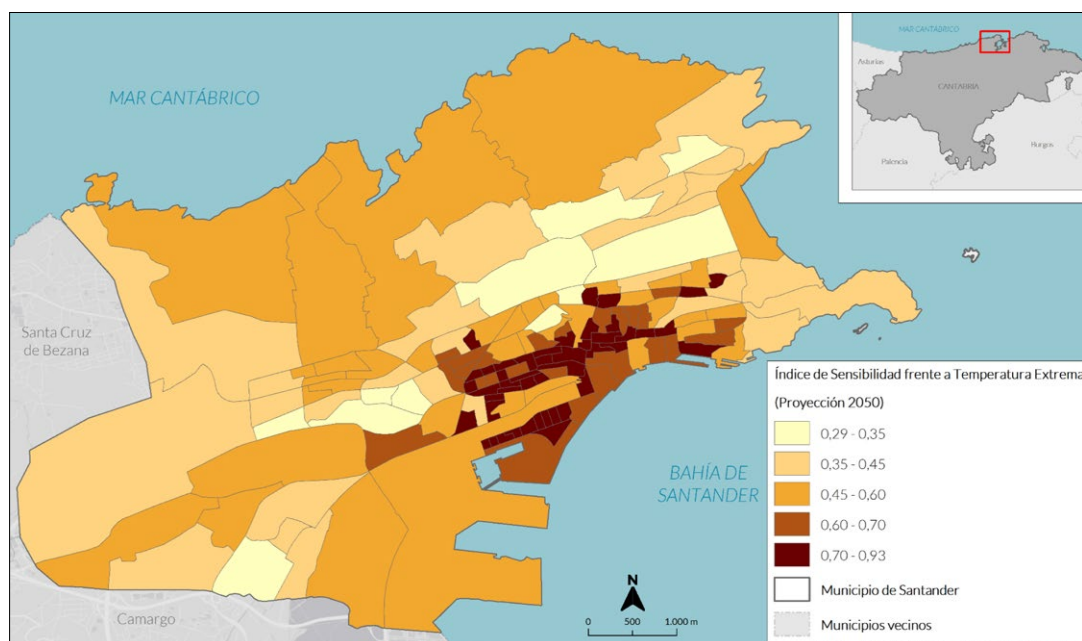 MAR CANTÁBRICO
MAR CANTÁBRICO
Asturias
CANTABRIA
Palencia
Burgos
Santa Cruz
de Bezana
Índice de Sensibilidad frente a Temperatura Extrema
(Proyección 2050)
0,29 - 0,35
0,35 - 0,45
0,45 - 0,60
0,60 - 0,70
0,70 - 0,93
Municipio de Santander
Municipios vecinos
BAHÍA DE
SANTANDER
Camargo
N
0 500 1.000 m